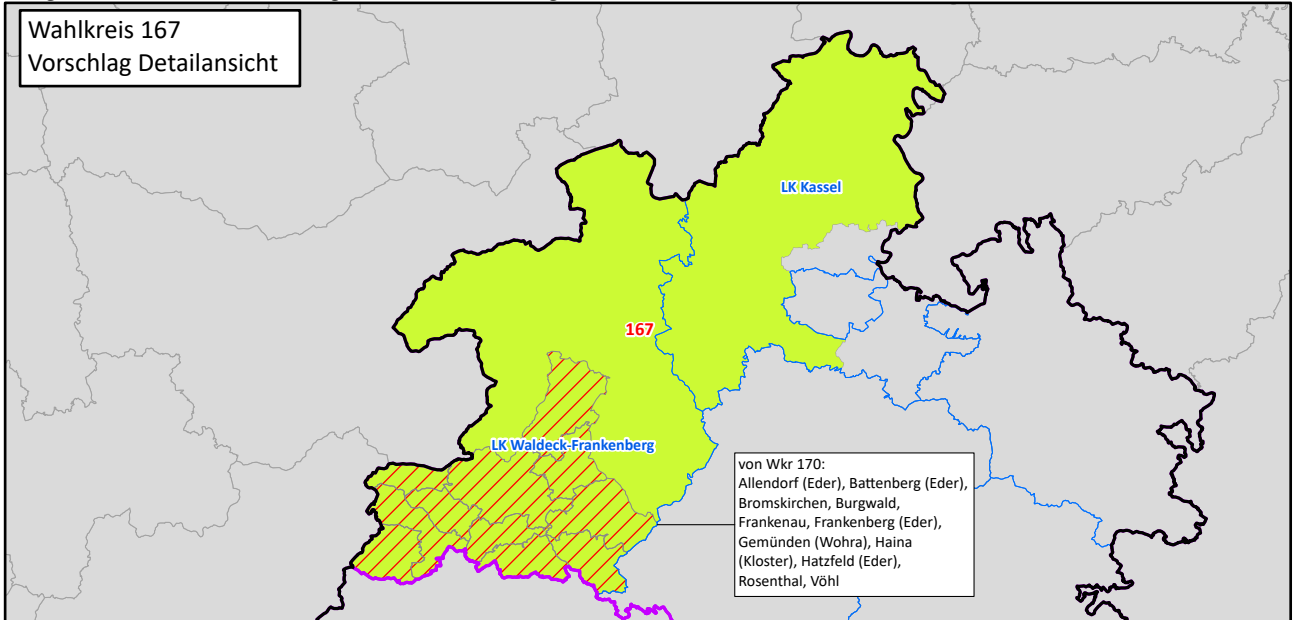 Wahlkreis 167
Vorschlag Detailansicht
LK Kassel
167
LK Waldeck-Frankenberg
von Wkr 170:
Allendorf (Eder), Battenberg (Eder),
Bromskirchen, Burgwald,
Frankenau, Frankenberg (Eder),
Gemünden (Wohra), Haina
(Kloster), Hatzfeld (Eder),
Rosenthal, Vöhl